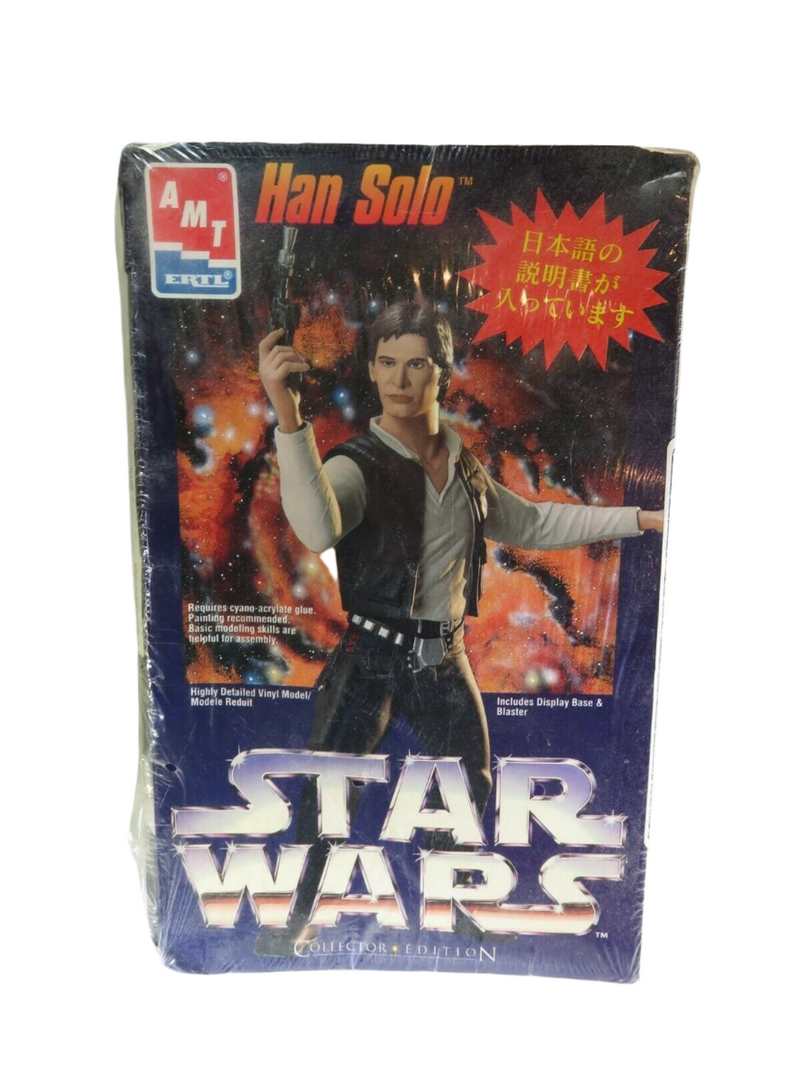 AMT®
ERTL®
Han Solo™
日本語の
説明書が
入っています
Requires cyano-acrylate glue.
Painting recommended.
Basic modeling skills are
helpful for assembly.
Highly Detailed Vinyl Model/
Modele Reduit
Includes Display Base &
Blaster
STAR
WARS™
COLLECTOR EDITION